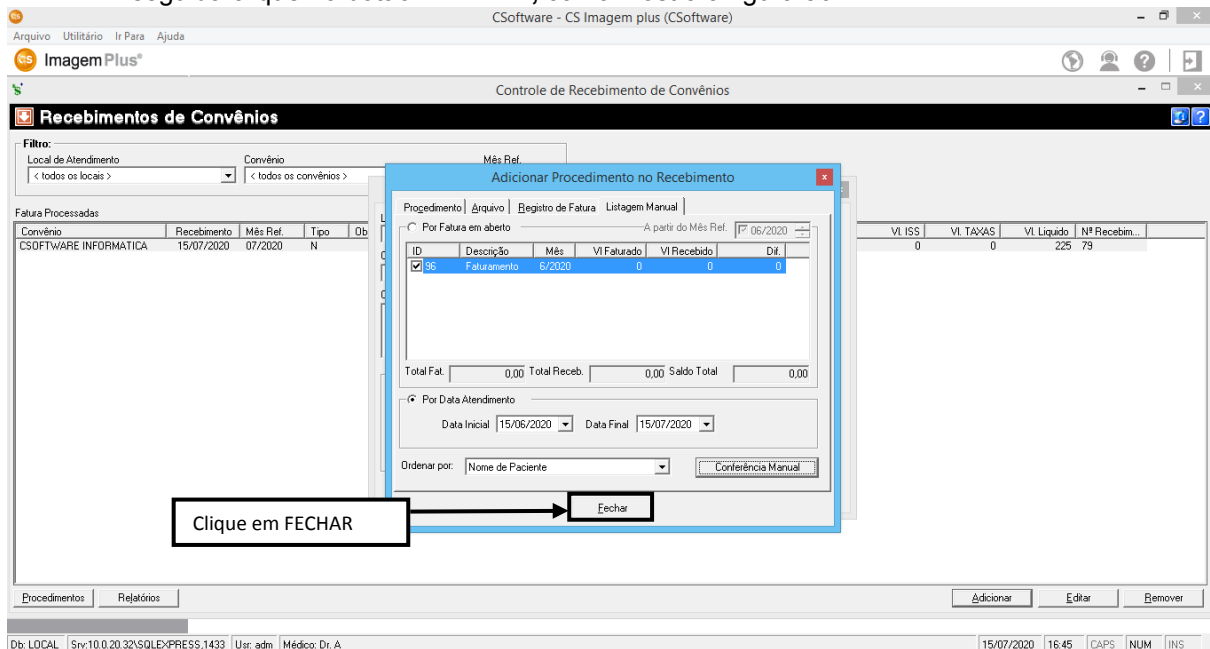 CSoftware - CS Imagem plus (CSoftware)
Arquivo Utilitário Ir Para Ajuda
CS ImagemPlus®
Controle de Recebimento de Convênios
Recebimentos de Convênios
Filtro:
Local de Atendimento Convênio Mês Ref.
< todos os locais > < todos os convênios >
Fatura Processadas
Convênio Recebimento Mês Ref. Tipo Ob Vl. ISS Vl. TAXAS Vl. Liquido Nº Recebim...
CSOFTWARE INFORMATICA 15/07/2020 07/2020 N 0 0 225 79
Adicionar Procedimento no Recebimento
Procedimento Arquivo Registro de Fatura Listagem Manual
Por Fatura em aberto A partir do Mês Ref. 06/2020
ID Descrição Mês Vl Faturado Vl Recebido Dif.
96 Faturamento 6/2020 0 0 0
Total Fat. 0,00 Total Receb. 0,00 Saldo Total 0,00
Por Data Atendimento
Data Inicial 15/06/2020 Data Final 15/07/2020
Ordenar por: Nome de Paciente Conferência Manual
Fechar
Clique em FECHAR
Procedimentos Relatórios Adicionar Editar Remover
Db: LOCAL Srv:10.0.20.32\SQLEXPRESS,1433 Usr: adm Médico: Dr. A 15/07/2020 16:45 CAPS NUM INS